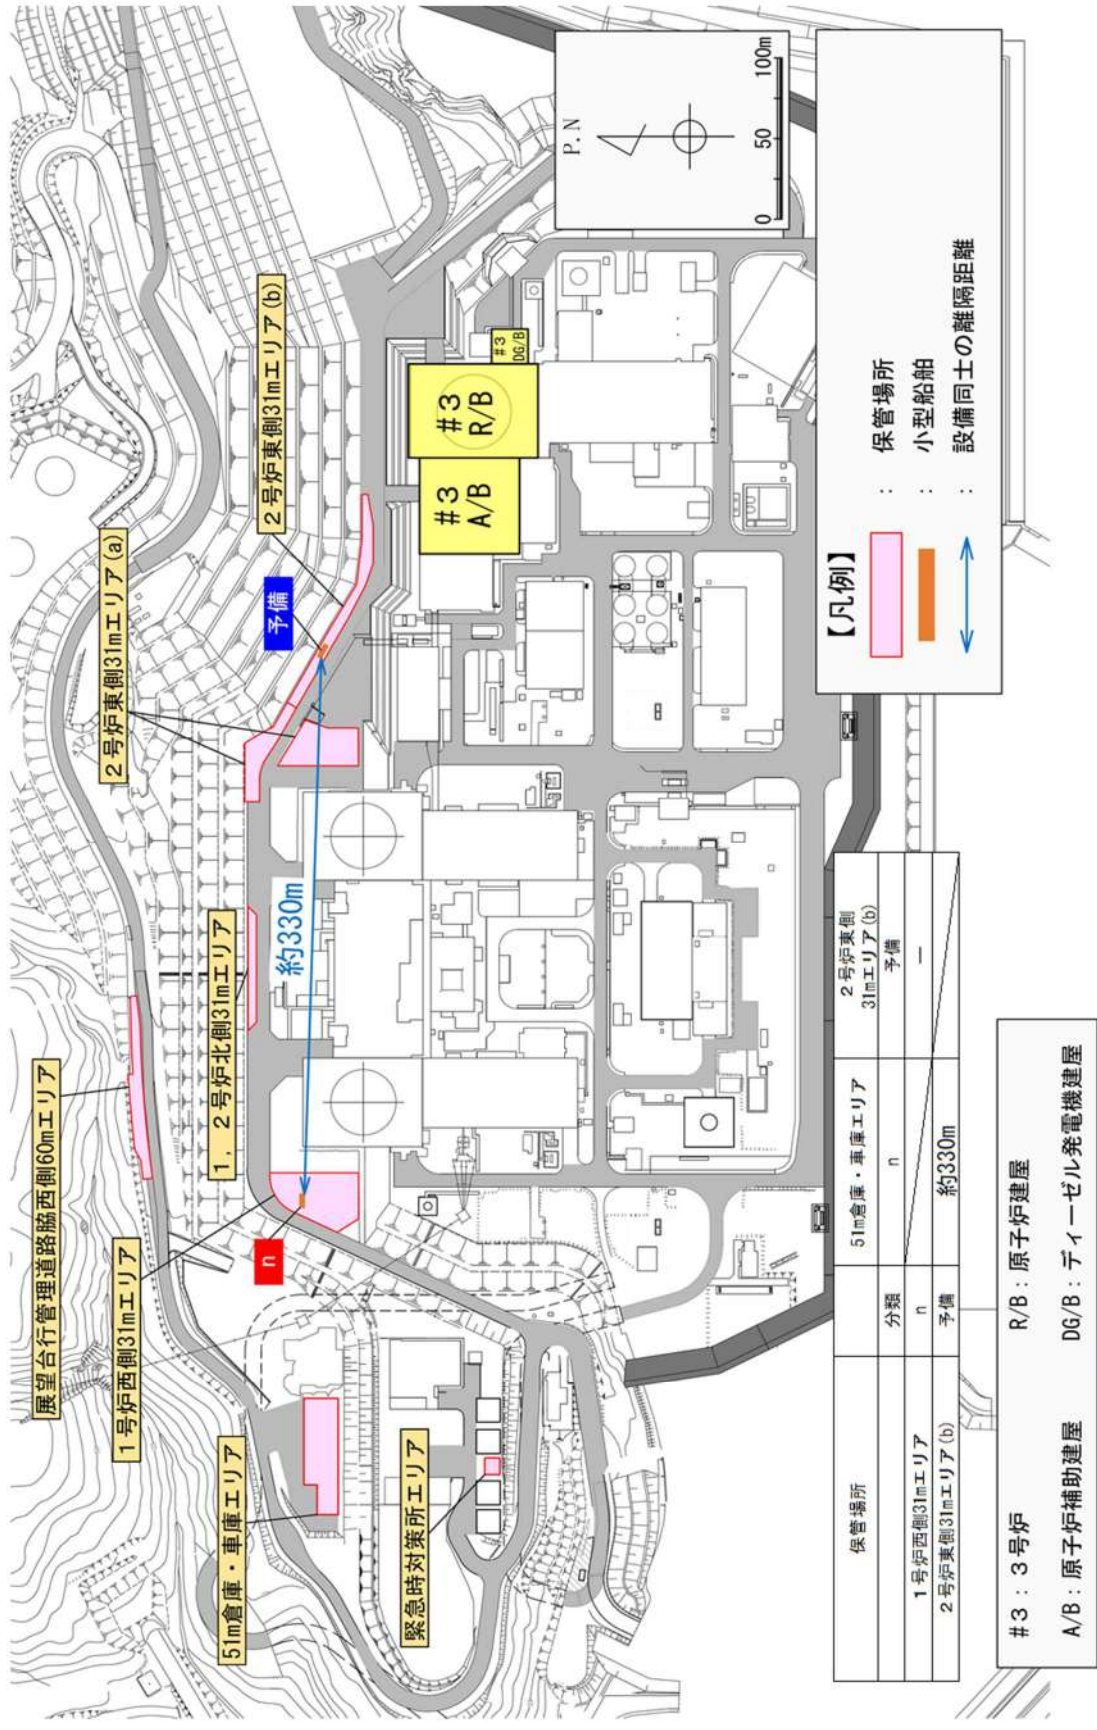 展望台行管理道路脇西側60mエリア
1号炉西側31mエリア
51m倉庫・車庫エリア
緊急時対策所エリア
1，2号炉北側31mエリア
2号炉東側31mエリア(a)
2号炉東側31mエリア(b)
n
予備
約330m
#3
A/B
#3
R/B
#3
DG/B
P.N
0 50 100m
【凡例】
： 保管場所
： 小型船舶
： 設備同士の離隔距離
保管場所 51m倉庫・車庫エリア 2号炉東側
31mエリア(b)
分類 n 予備
1号炉西側31mエリア n －
2号炉東側31mエリア(b) 予備 約330m
#3：3号炉 R/B：原子炉建屋
A/B：原子炉補助建屋 DG/B：ディーゼル発電機建屋